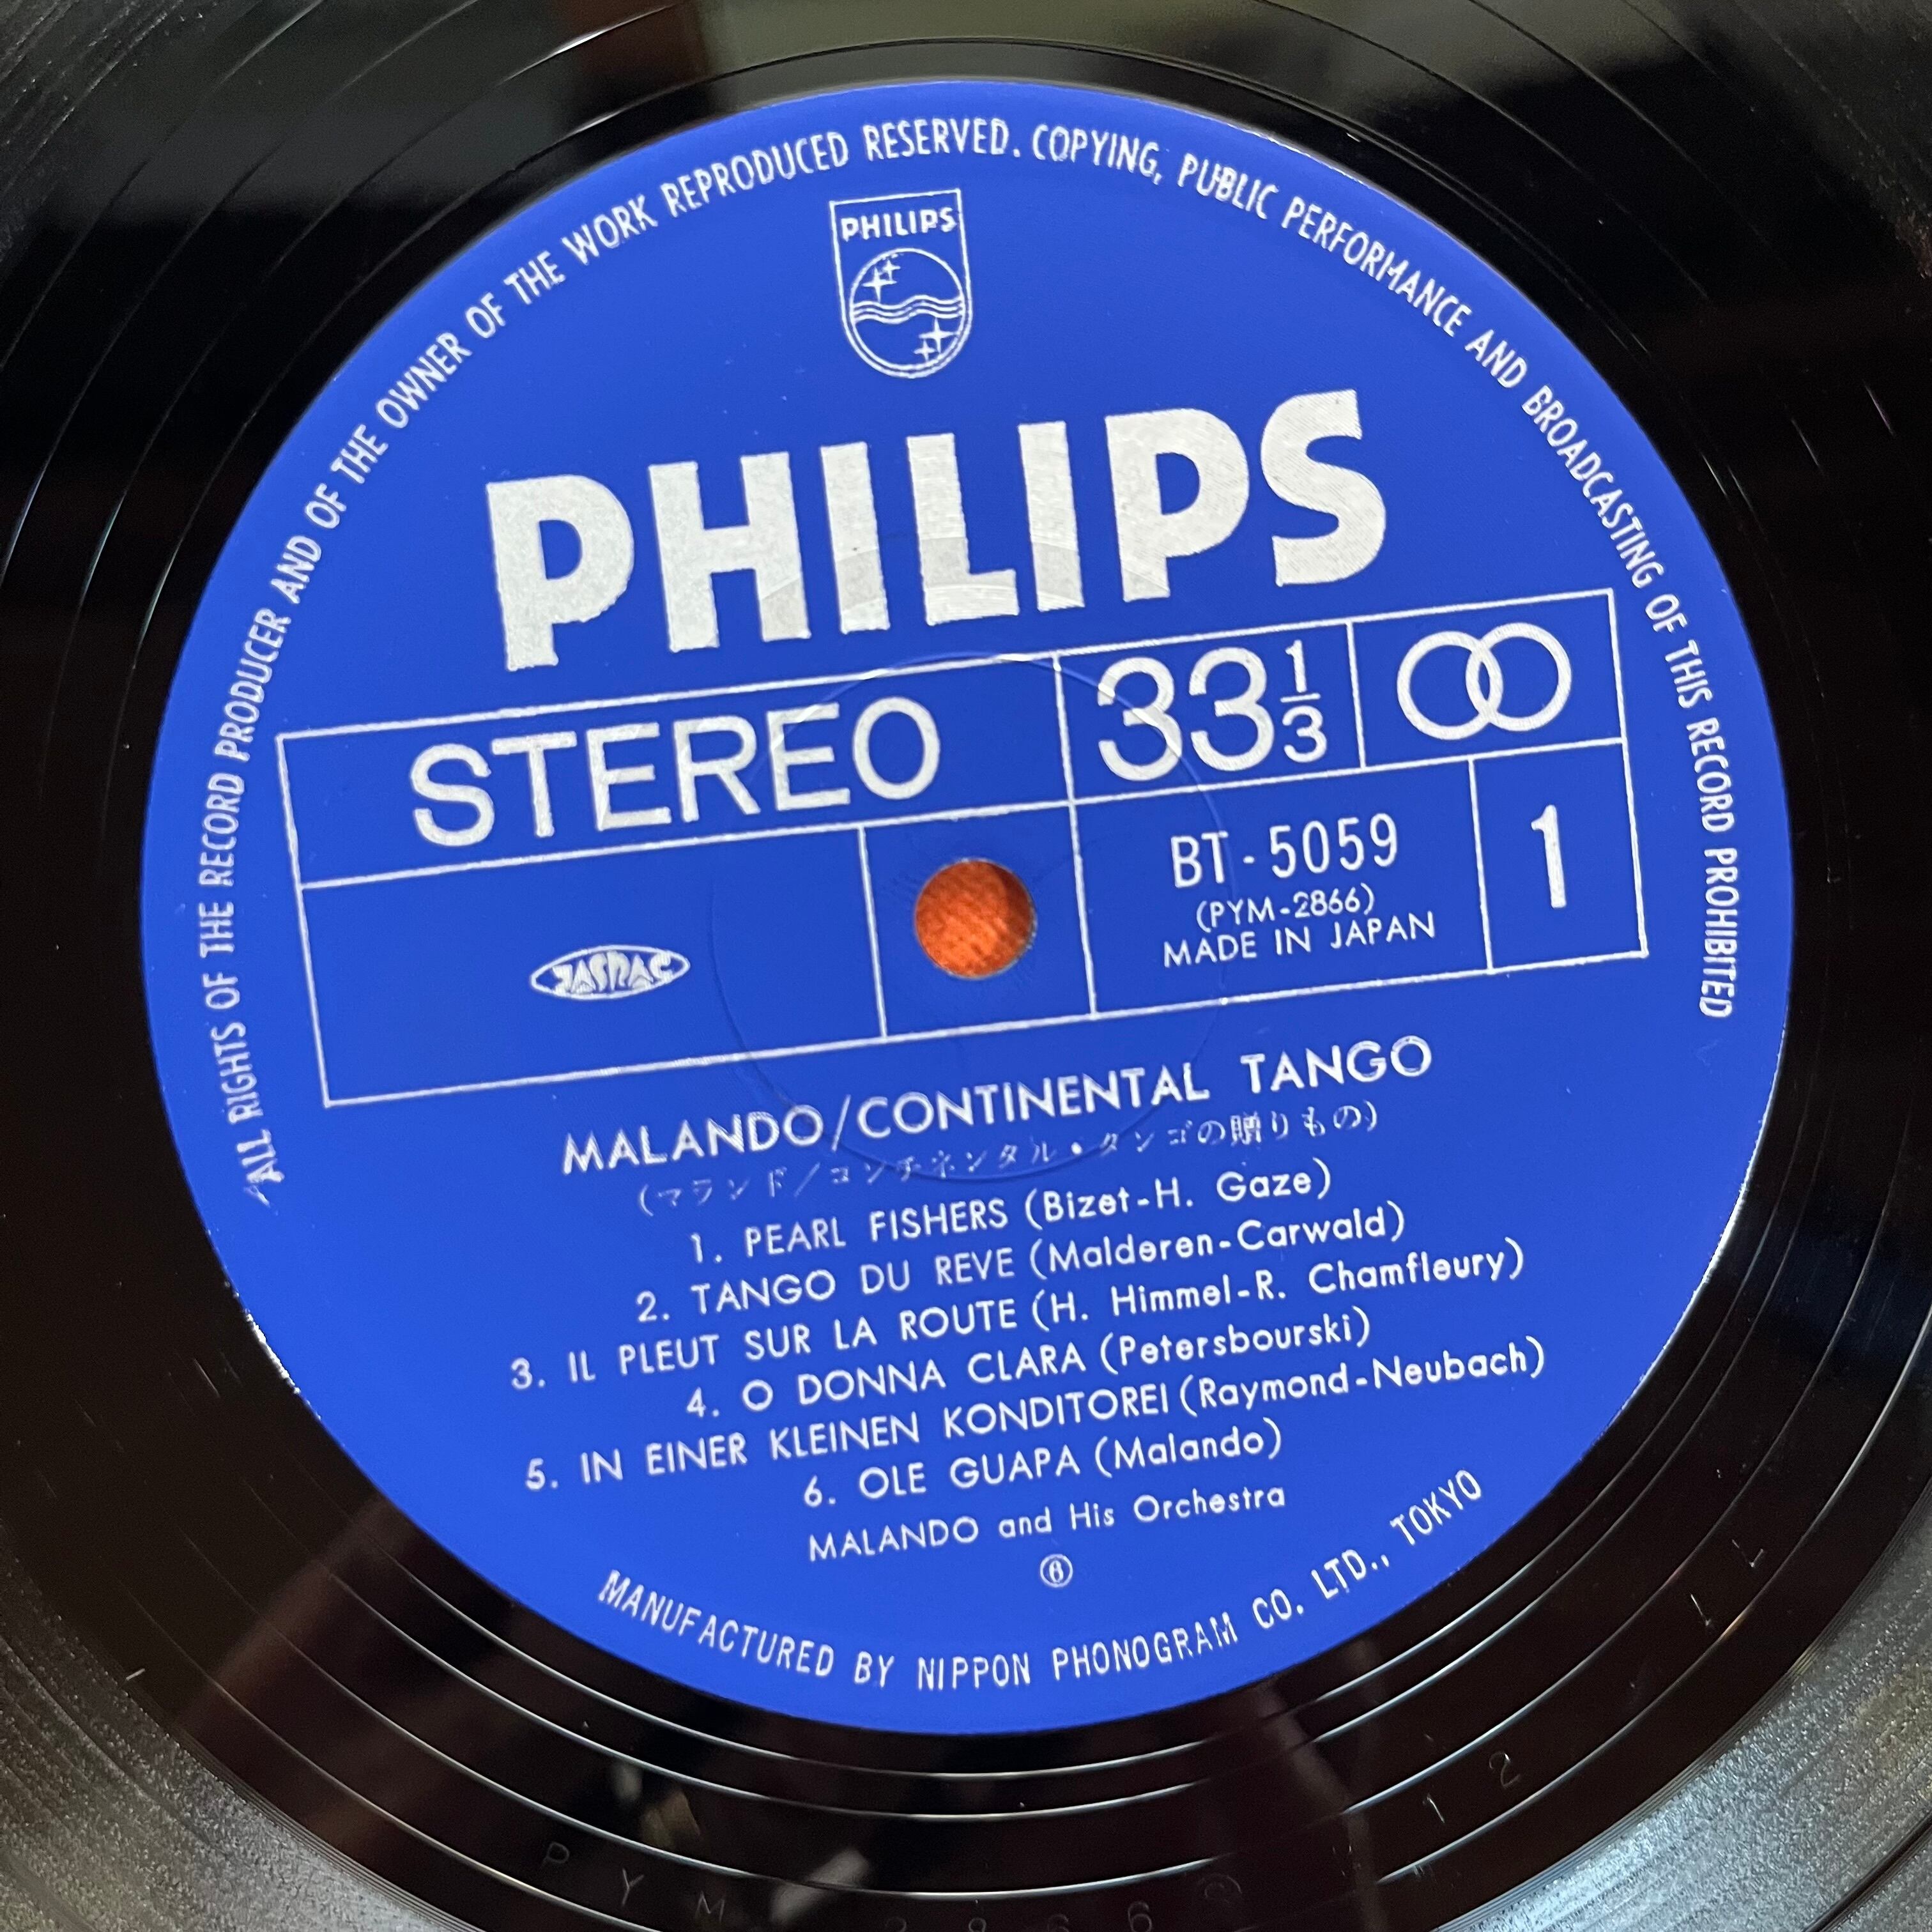 ALL RIGHTS OF THE RECORD PRODUCER AND OF THE OWNER OF THE WORK REPRODUCED RESERVED. COPYING, PUBLIC PERFORMANCE AND BROADCASTING OF THIS RECORD PROHIBITED
PHILIPS
PHILIPS
STEREO
33 1/3
JASRAC
BT-5059
(PYM-2866)
MADE IN JAPAN
1
MALANDO/CONTINENTAL TANGO
(マランド/コンチネンタル・タンゴの贈りもの)
1. PEARL FISHERS (Bizet-H. Gaze)
2. TANGO DU REVE (Malderen-Carwald)
3. IL PLEUT SUR LA ROUTE (H. Himmel-R. Chamfleury)
4. O DONNA CLARA (Petersbourski)
5. IN EINER KLEINEN KONDITOREI (Raymond-Neubach)
6. OLE GUAPA (Malando)
MALANDO and His Orchestra
MANUFACTURED BY NIPPON PHONOGRAM CO. LTD., TOKYO
PYM 2866